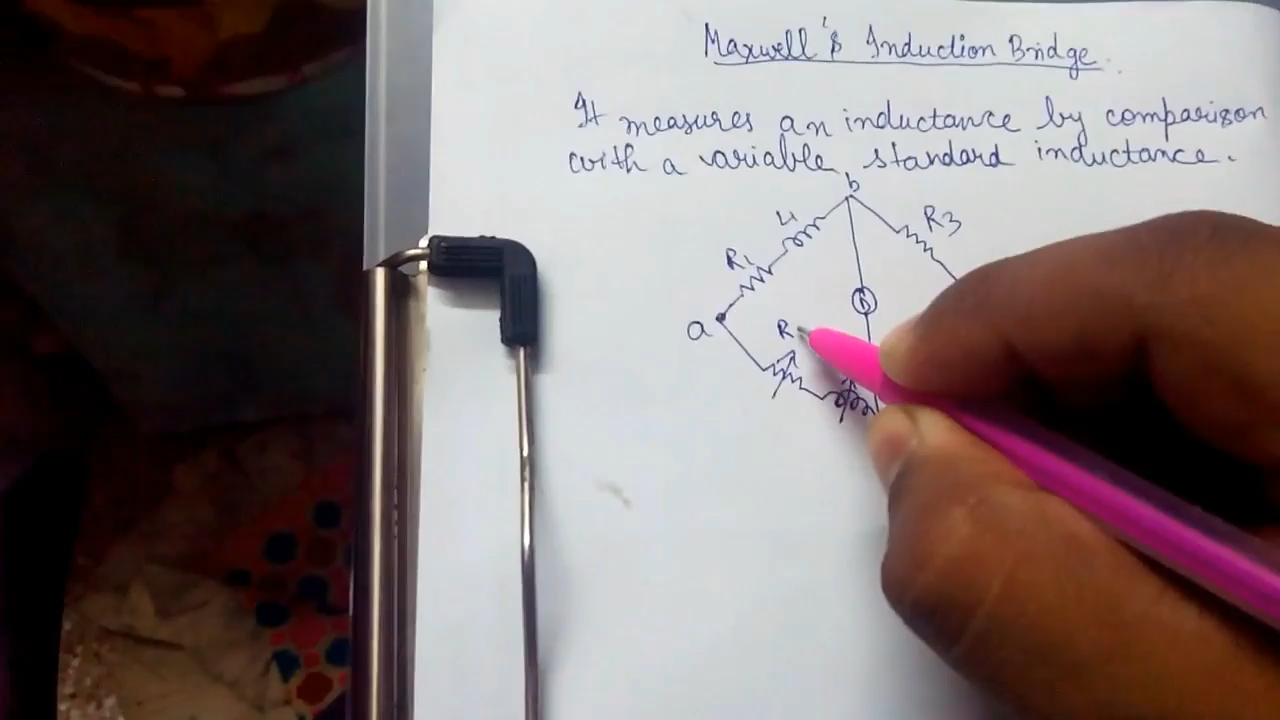 Maxwell's Induction Bridge.
It measures an inductance by comparison
with a variable standard inductance.
b
L1
R3
R1
a
R